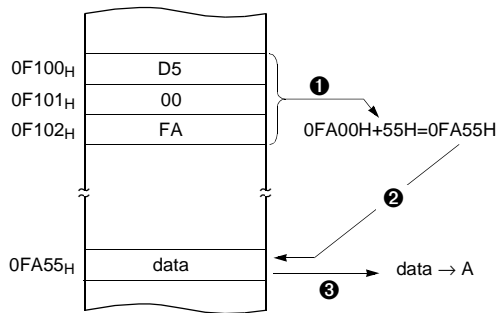 0F100H D5
❶
0F101H 00
0F102H FA 0FA00H+55H=0FA55H
❷
0FA55H data data → A
❸